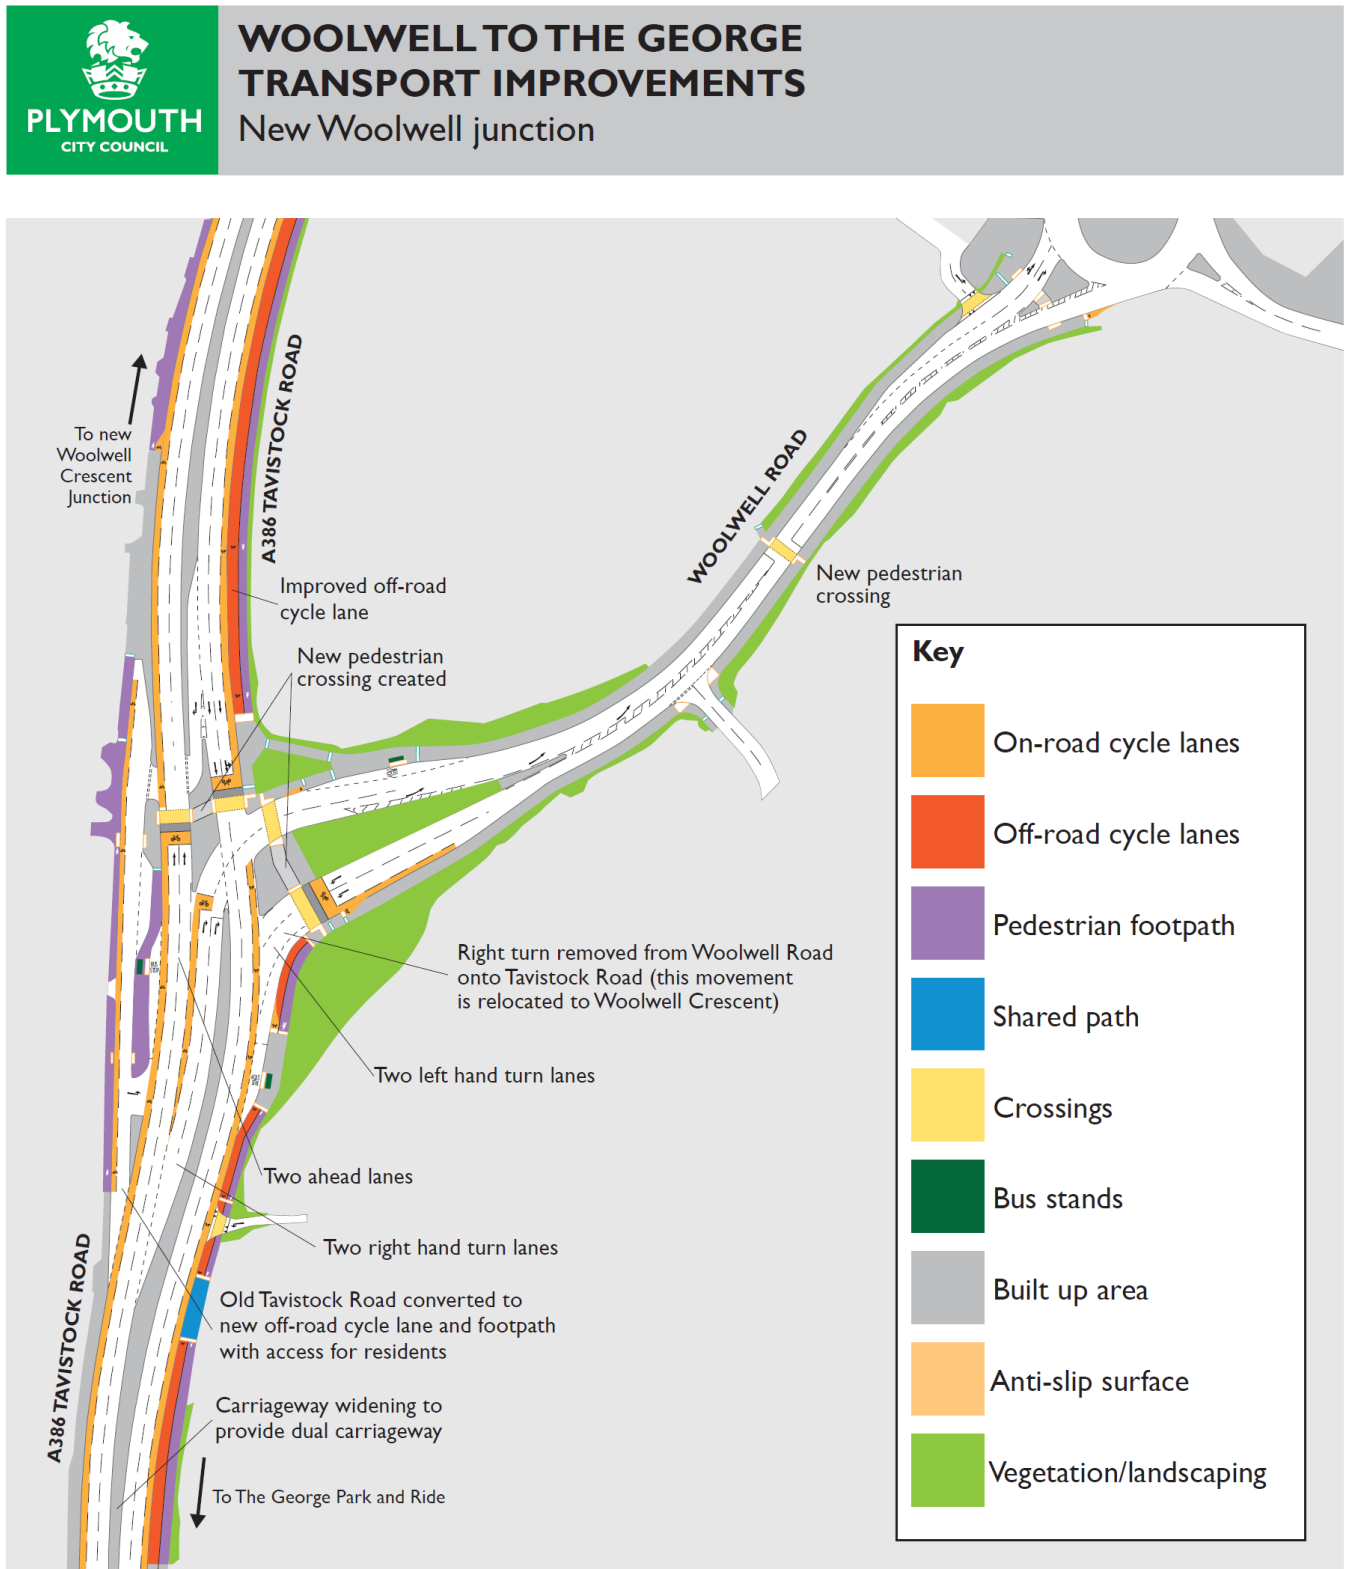 PLYMOUTH
CITY COUNCIL
WOOLWELL TO THE GEORGE
TRANSPORT IMPROVEMENTS
New Woolwell junction
To new
Woolwell
Crescent
Junction
A386 TAVISTOCK ROAD
WOOLWELL ROAD
Improved off-road
cycle lane
New pedestrian
crossing created
New pedestrian
crossing
Right turn removed from Woolwell Road
onto Tavistock Road (this movement
is relocated to Woolwell Crescent)
Two left hand turn lanes
Two ahead lanes
Two right hand turn lanes
Old Tavistock Road converted to
new off-road cycle lane and footpath
with access for residents
A386 TAVISTOCK ROAD
Carriageway widening to
provide dual carriageway
To The George Park and Ride
Key
On-road cycle lanes
Off-road cycle lanes
Pedestrian footpath
Shared path
Crossings
Bus stands
Built up area
Anti-slip surface
Vegetation/landscaping